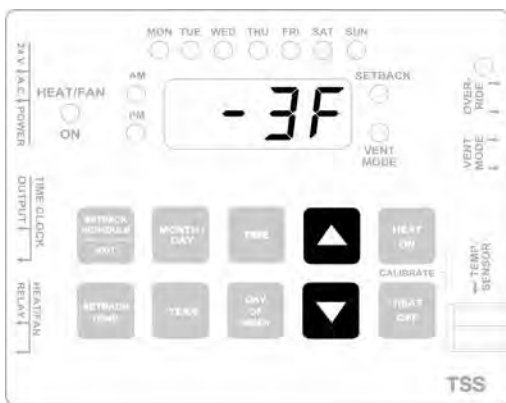 MON TUE WED THU FRI SAT SUN
24 V. A.C. POWER
HEAT/FAN
ON
AM
PM
-3F
SETBACK
VENT
MODE
OVER-
RIDE
VENT
MODE
TIME CLOCK
OUTPUT
SETBACK
SCHEDULE
MONTH /
DAY
TIME
HEAT
ON
CALIBRATE
TEMP.
SENSOR
HEAT/FAN
RELAY
SETBACK
TEMP
YEAR
DAY
OF
WEEK
HEAT
OFF
TSS